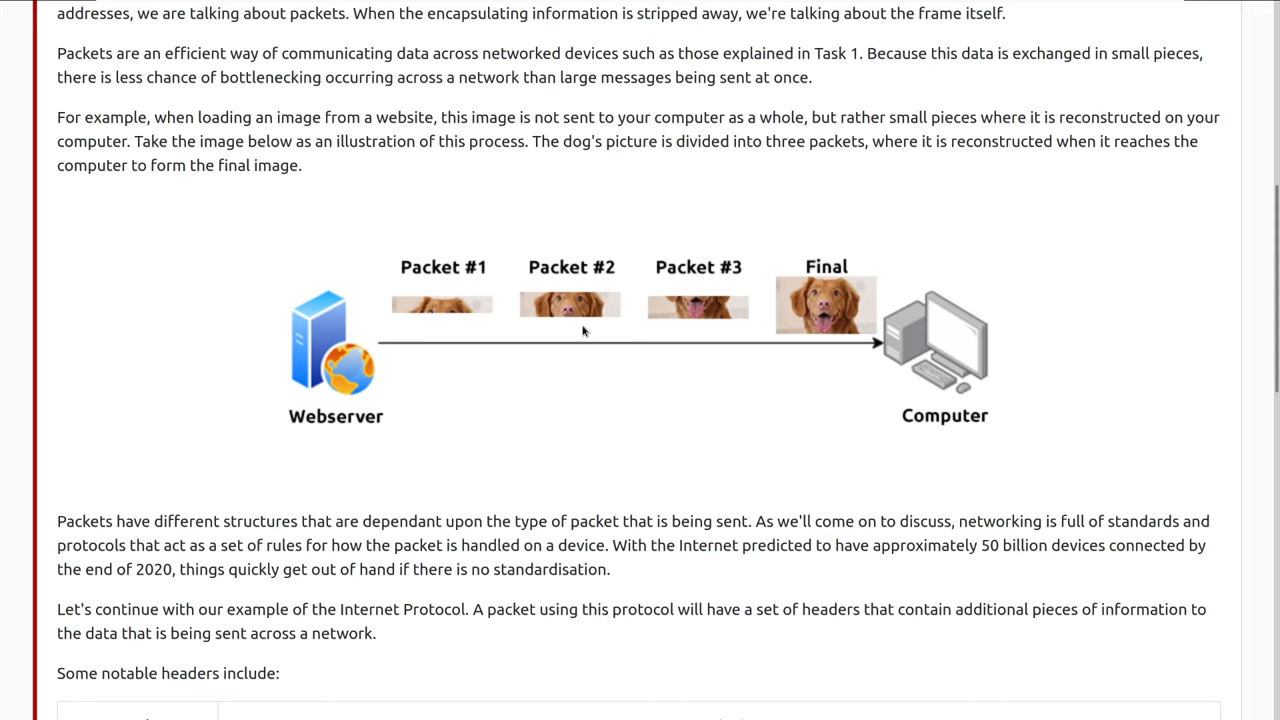 addresses, we are talking about packets. When the encapsulating information is stripped away, we're talking about the frame itself.
Packets are an efficient way of communicating data across networked devices such as those explained in Task 1. Because this data is exchanged in small pieces,
there is less chance of bottlenecking occurring across a network than large messages being sent at once.
For example, when loading an image from a website, this image is not sent to your computer as a whole, but rather small pieces where it is reconstructed on your
computer. Take the image below as an illustration of this process. The dog's picture is divided into three packets, where it is reconstructed when it reaches the
computer to form the final image.
Packet #1 Packet #2 Packet #3 Final
Webserver Computer
Packets have different structures that are dependant upon the type of packet that is being sent. As we'll come on to discuss, networking is full of standards and
protocols that act as a set of rules for how the packet is handled on a device. With the Internet predicted to have approximately 50 billion devices connected by
the end of 2020, things quickly get out of hand if there is no standardisation.
Let's continue with our example of the Internet Protocol. A packet using this protocol will have a set of headers that contain additional pieces of information to
the data that is being sent across a network.
Some notable headers include: